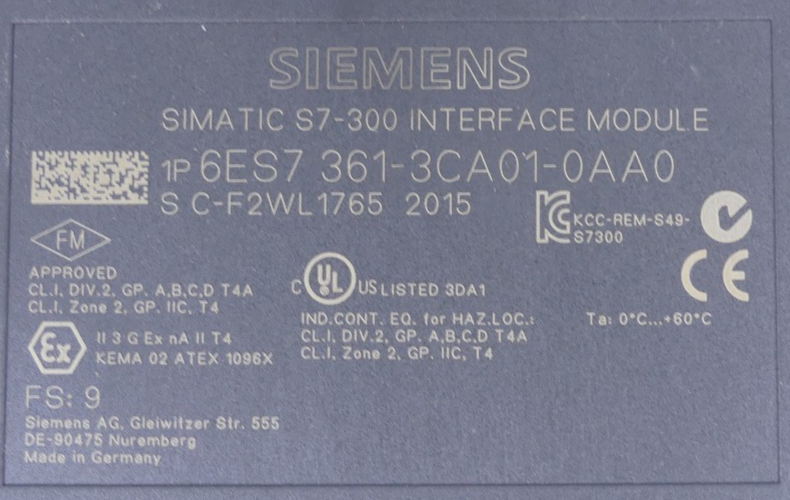 SIEMENS
SIMATIC S7-300 INTERFACE MODULE
1P 6ES7 361-3CA01-0AA0
S C-F2WL1765 2015
KCC-REM-S49-
S7300
FM
APPROVED
CL.I, DIV.2, GP. A,B,C,D T4A
CL.I, Zone 2, GP. IIC, T4
C UL US LISTED 3DA1
CE
IND.CONT. EQ. for HAZ.LOC.:
CL.I, DIV.2, GP. A,B,C,D T4A
CL.I, Zone 2, GP. IIC, T4
Ta: 0°C...+60°C
Ex
II 3 G Ex nA II T4
KEMA 02 ATEX 1096X
FS: 9
Siemens AG, Gleiwitzer Str. 555
DE-90475 Nuremberg
Made in Germany